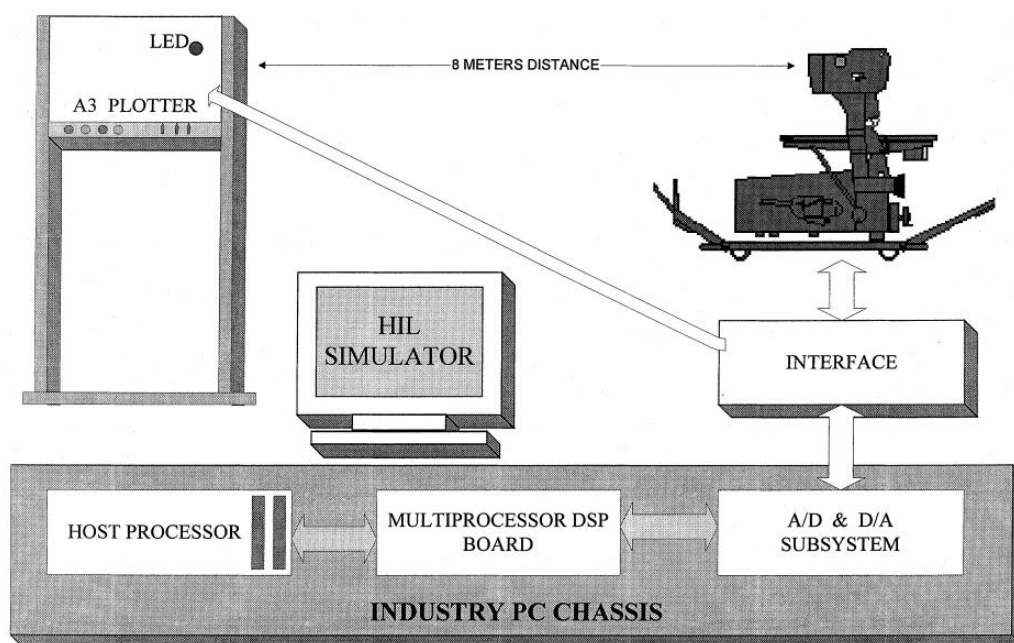 LED
8 METERS DISTANCE
A3 PLOTTER
HIL
SIMULATOR
INTERFACE
HOST PROCESSOR
MULTIPROCESSOR DSP
BOARD
A/D & D/A
SUBSYSTEM
INDUSTRY PC CHASSIS